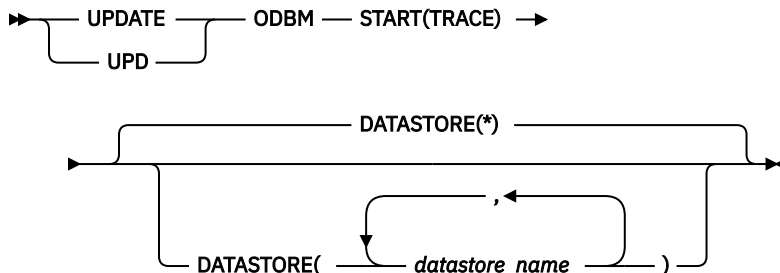 UPDATE ODBM START(TRACE)
UPD
DATASTORE(*)
,
DATASTORE( datastore_name )